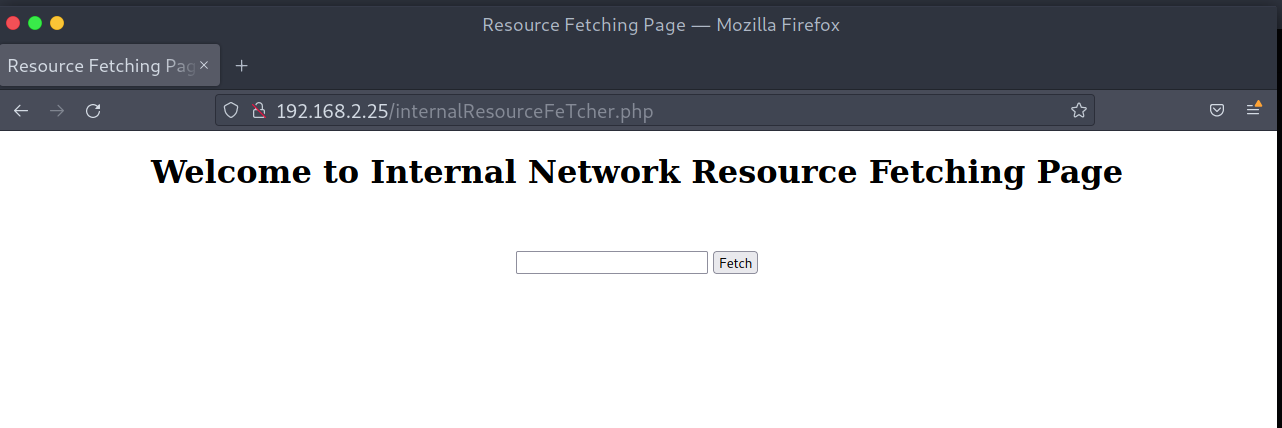 Resource Fetching Page — Mozilla Firefox
Resource Fetching Pag
192.168.2.25/internalResourceFeTcher.php
Welcome to Internal Network Resource Fetching Page
Fetch